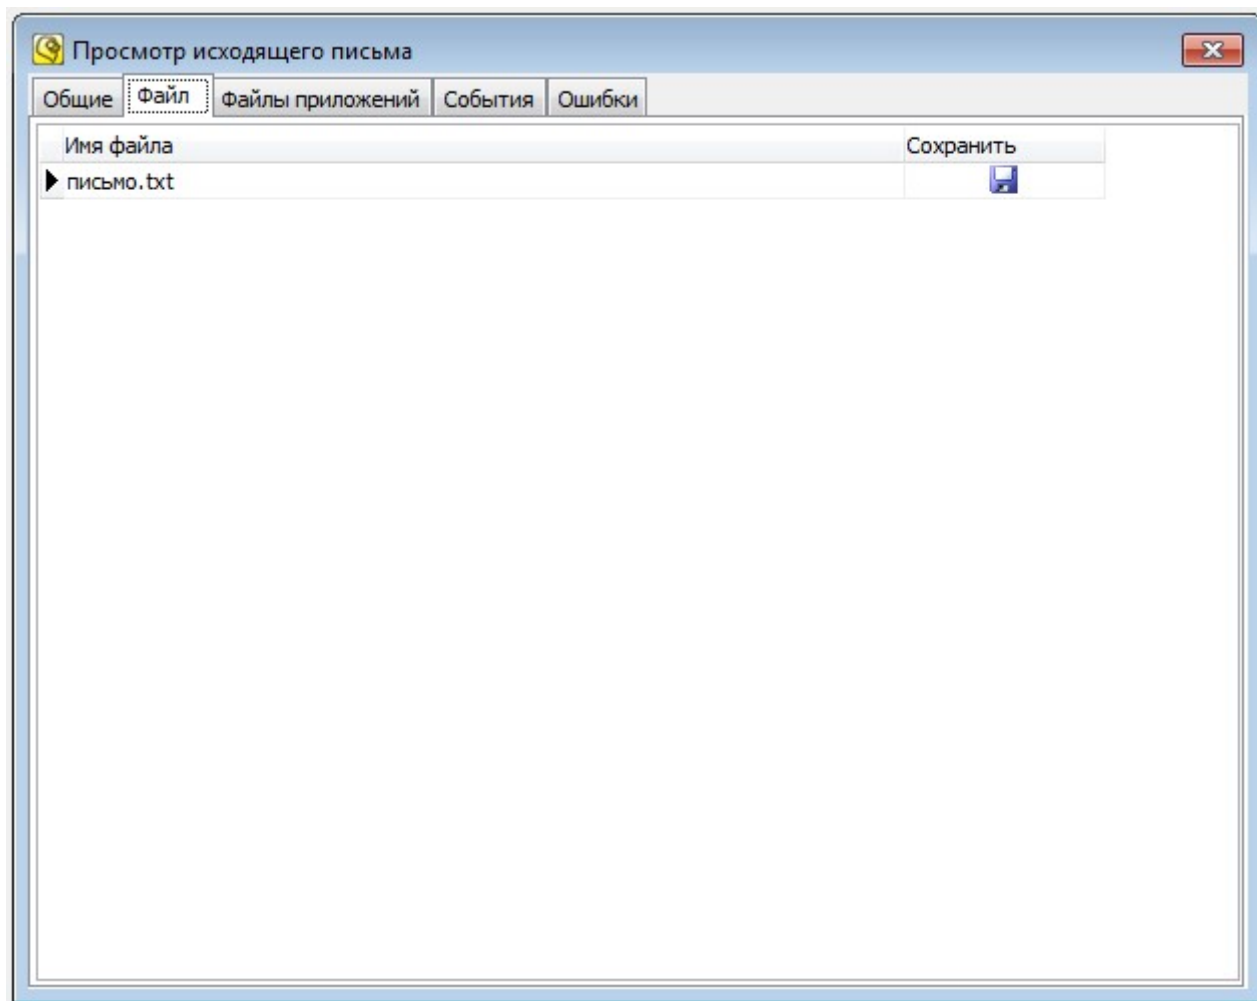 Просмотр исходящего письма
Общие Файл Файлы приложений События Ошибки
Имя файла Сохранить
письмо.txt